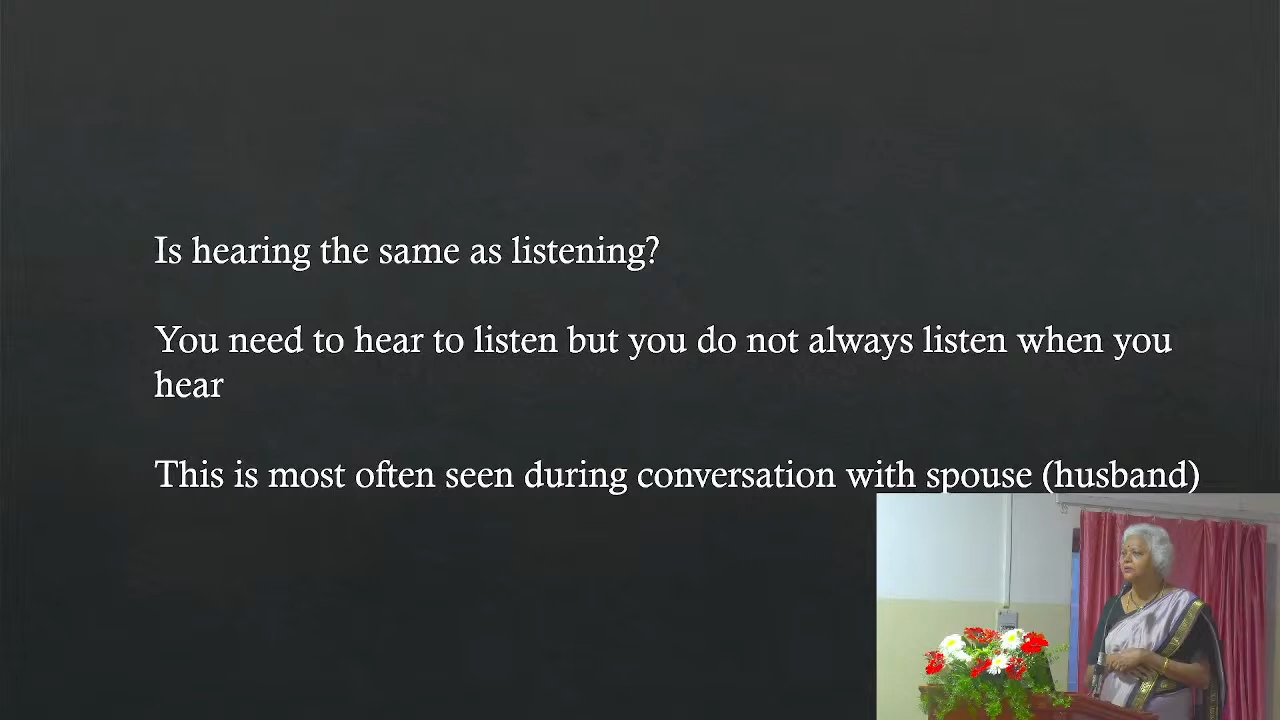 Is hearing the same as listening?
You need to hear to listen but you do not always listen when you
hear
This is most often seen during conversation with spouse (husband)